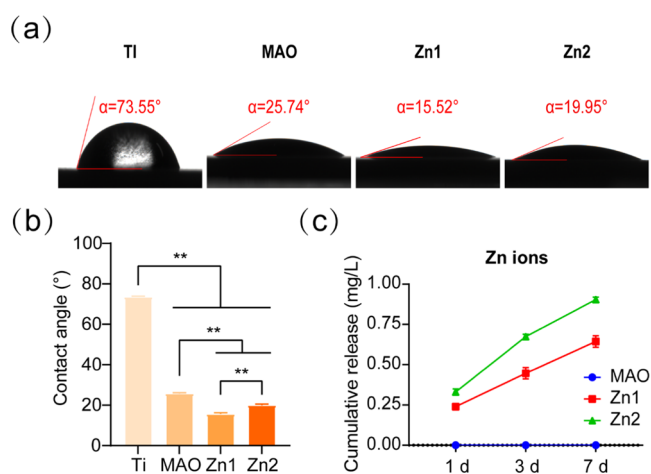 (a)
TI MAO Zn1 Zn2
α=73.55° α=25.74° α=15.52° α=19.95°
(b)
Contact angle (°)
100
80
60
40
20
0
**
**
**
Ti MAO Zn1 Zn2
(c)
Zn ions
Cumulative release (mg/L)
1.00
0.75
0.50
0.25
0.00
MAO
Zn1
Zn2
1 d 3 d 7 d